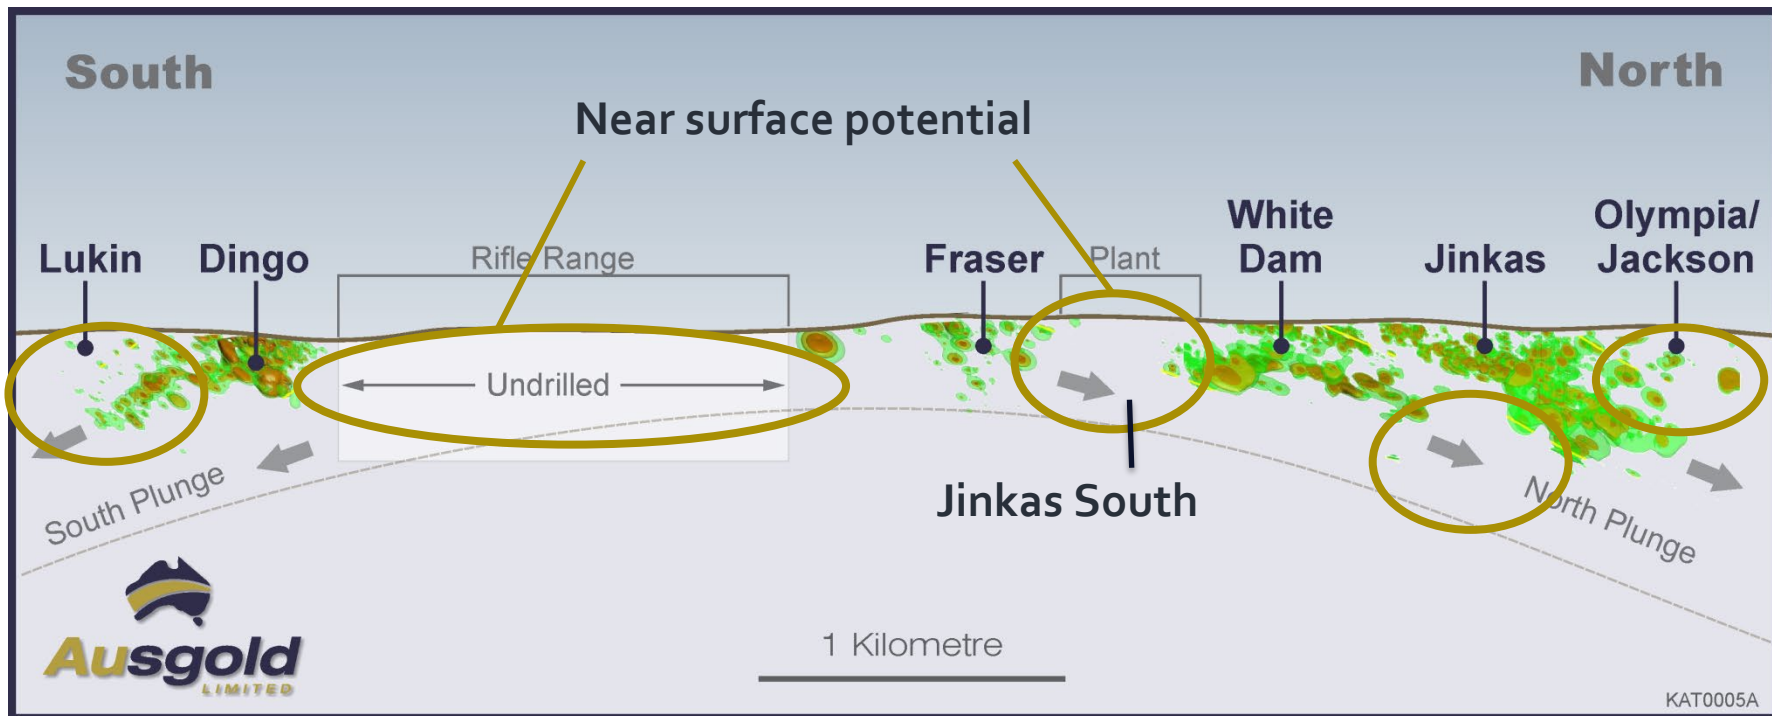 South
North
Near surface potential
White
Dam
Olympia/
Jackson
Lukin
Dingo
Rifle Range
Fraser
Plant
Jinkas
Undrilled
Jinkas South
South Plunge
North Plunge
Ausgold
LIMITED
1 Kilometre
KAT0005A